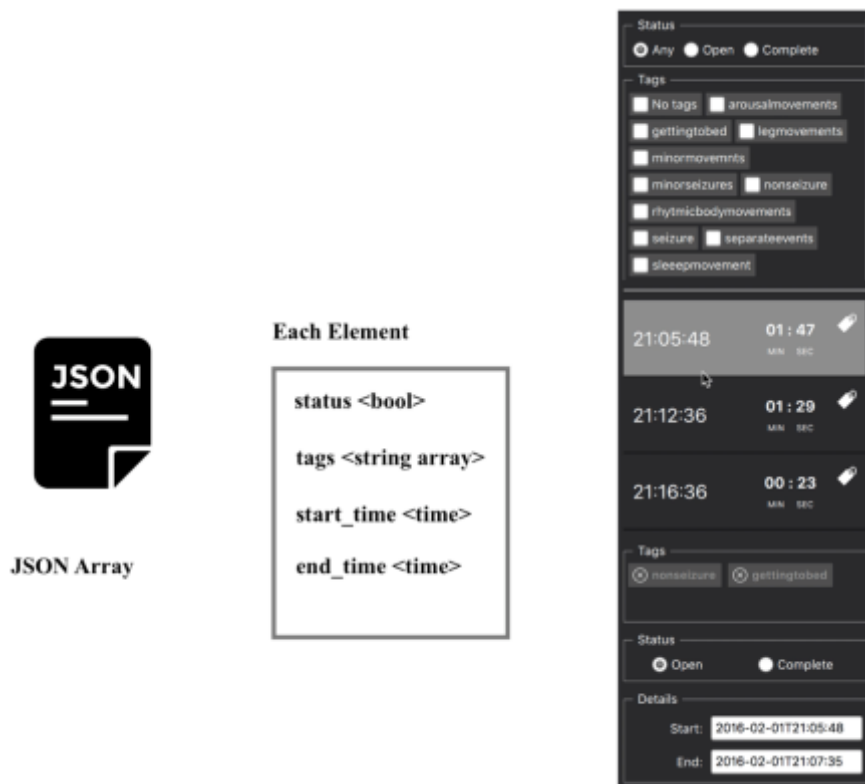 JSON
JSON Array
Each Element
status <bool>
tags <string array>
start_time <time>
end_time <time>
Status
Any Open Complete
Tags
No tags arousalmovements
gettingtobed legmovements
minormovemnts
minorseizures nonseizure
rhytmicbodymovements
seizure separateevents
sleeepmovement
21:05:48 01 : 47
MIN SEC
21:12:36 01 : 29
MIN SEC
21:16:36 00 : 23
MIN SEC
Tags
nonseizure gettingtobed
Status
Open Complete
Details
Start: 2016-02-01T21:05:48
End: 2016-02-01T21:07:35